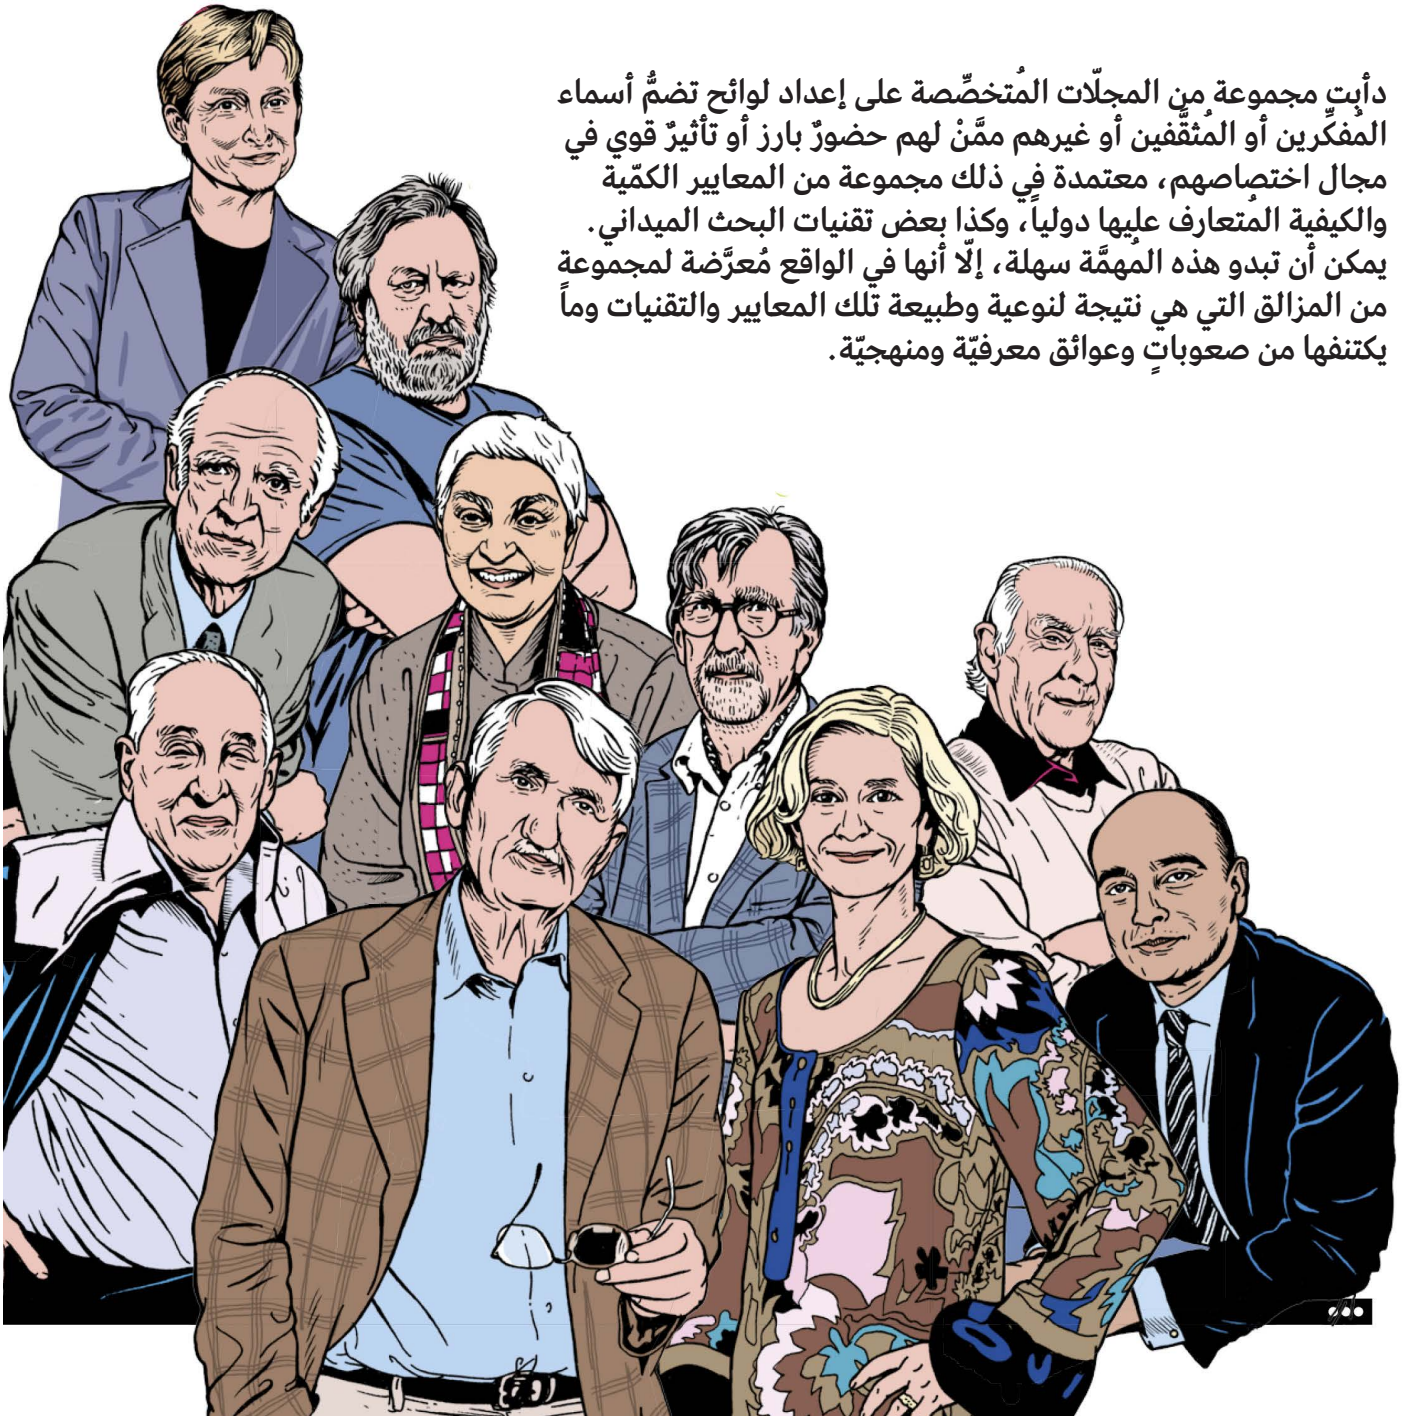 دأبت مجموعة من المجلّات المُتخصِّصة على إعداد لوائح تضمُّ أسماء
المُفكِّرين أو المُثقَّفين أو غيرهم ممَّنْ لهم حضورٌ بارز أو تأثيرٌ قوي في
مجال اختصاصهم، معتمدة في ذلك مجموعة من المعايير الكمّية
والكيفية المُتعارف عليها دولياً، وكذا بعض تقنيات البحث الميداني.
يمكن أن تبدو هذه المُهمَّة سهلة، إلّا أنها في الواقع مُعرَّضة لمجموعة
من المزالق التي هي نتيجة لنوعية وطبيعة تلك المعايير والتقنيات وماً
يكتنفها من صعوباتٍ وعوائق معرفيّة ومنهجيّة.